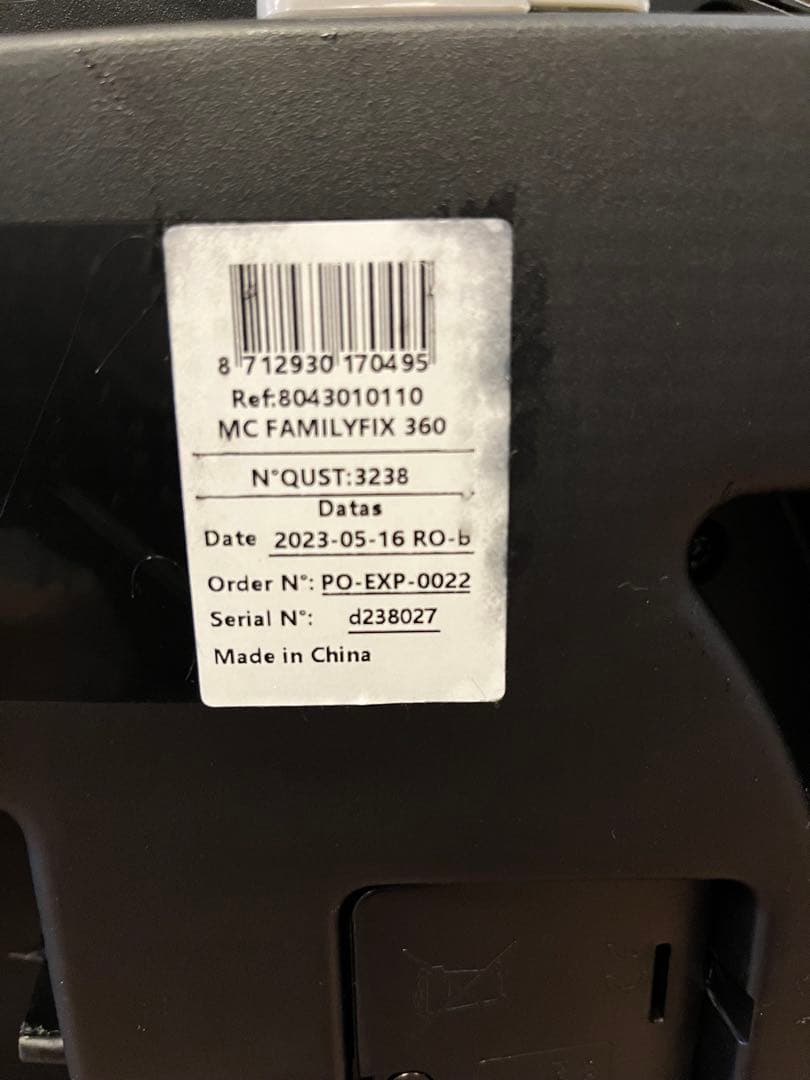 8 712930 170495
Ref:8043010110
MC FAMILYFIX 360
N°QUST:3238
Datas
Date 2023-05-16 RO-b
Order N°: PO-EXP-0022
Serial N°: d238027
Made in China